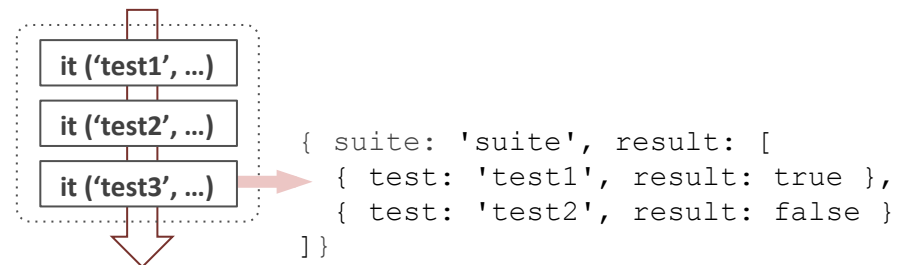 it (‘test1’, …)
it (‘test2’, …)
it (‘test3’, …)
{ suite: 'suite', result: [
{ test: 'test1', result: true },
{ test: 'test2', result: false }
]}